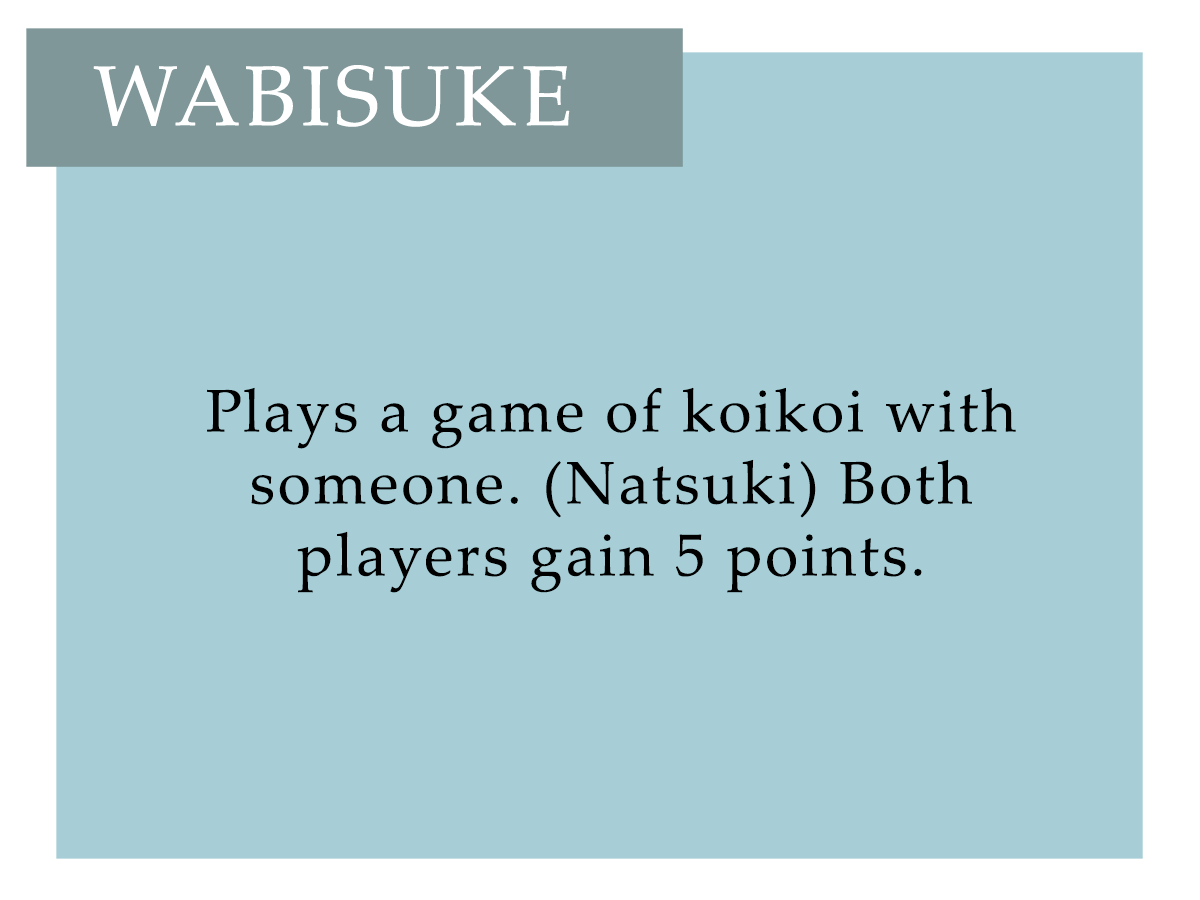 WABISUKE
Plays a game of koikoi with
someone. (Natsuki) Both
players gain 5 points.